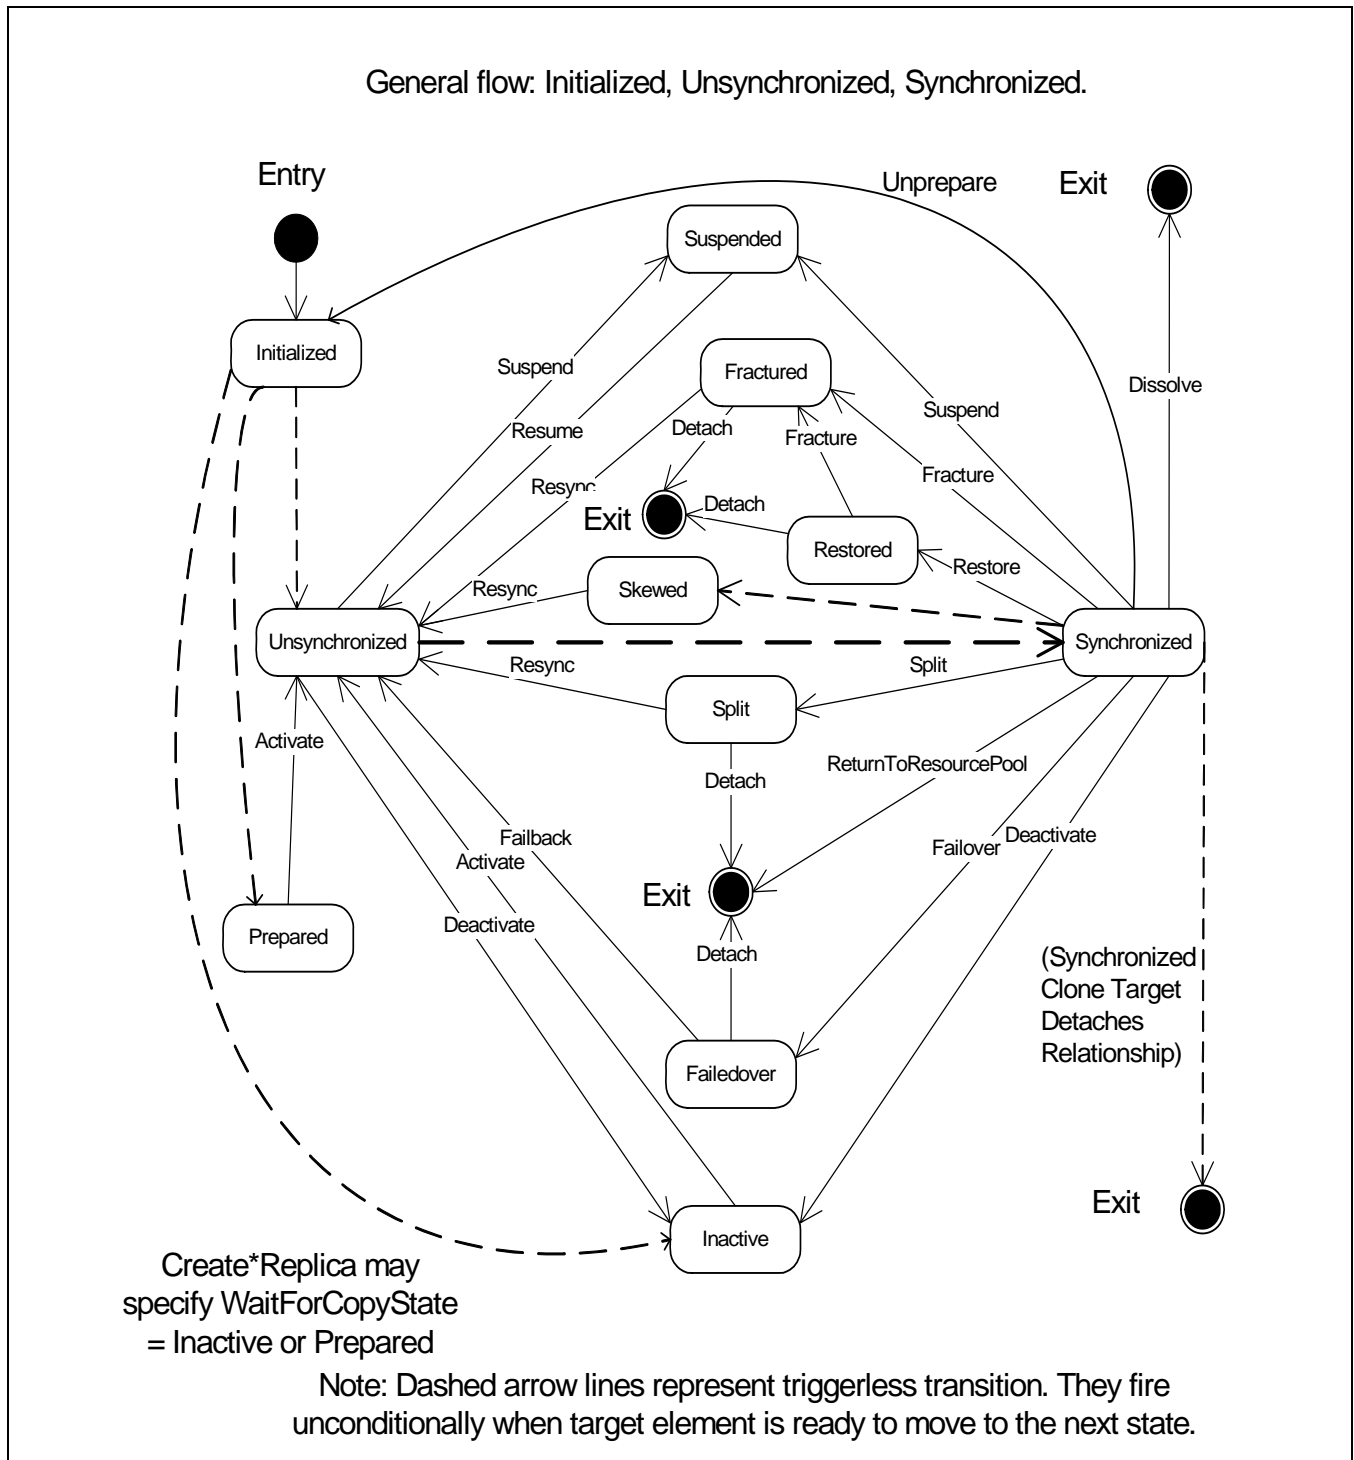 General flow: Initialized, Unsynchronized, Synchronized.
Entry
Unprepare
Exit
Suspended
Initialized
Fractured
Suspend
Dissolve
Suspend
Resume
Detach
Fracture
Fracture
Resync
Exit
Detach
Restored
Restore
Resync
Skewed
Unsynchronized
Synchronized
Resync
Split
Split
Activate
ReturnToResourcePool
Detach
Failback
Deactivate
Failover
Activate
Exit
Deactivate
Prepared
Detach
(Synchronized
Clone Target
Detaches
Relationship)
Failedover
Exit
Inactive
Create*Replica may
specify WaitForCopyState
= Inactive or Prepared
Note: Dashed arrow lines represent triggerless transition. They fire
unconditionally when target element is ready to move to the next state.